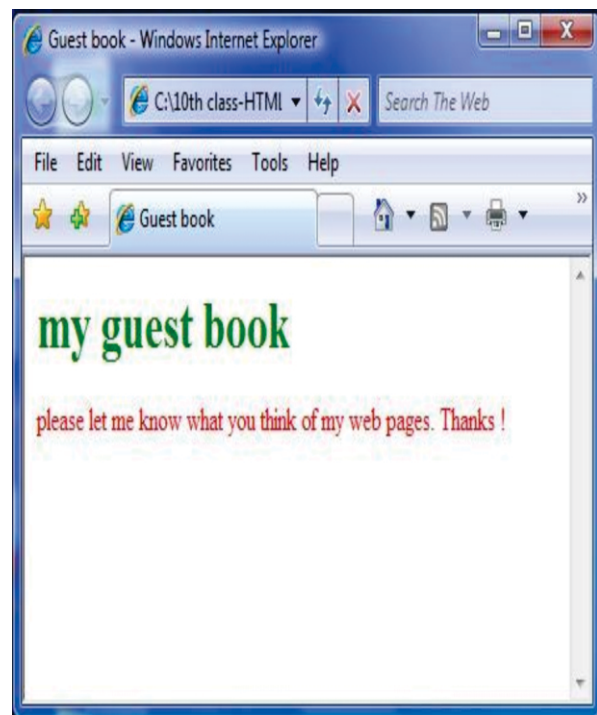 Guest book - Windows Internet Explorer
C:\10th class-HTML
Search The Web
File Edit View Favorites Tools Help
Guest book
my guest book
please let me know what you think of my web pages. Thanks !